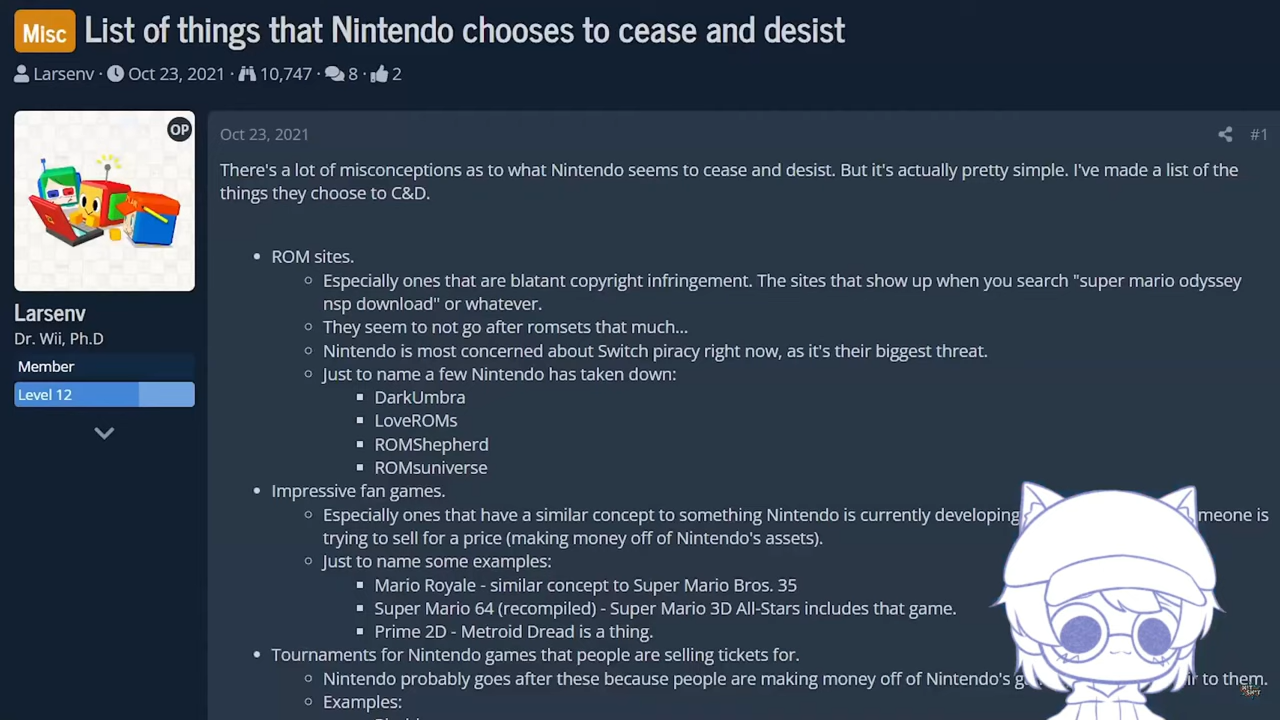 Misc List of things that Nintendo chooses to cease and desist
Larsenv · Oct 23, 2021 · 10,747 · 8 · 2
OP
Oct 23, 2021
#1
There's a lot of misconceptions as to what Nintendo seems to cease and desist. But it's actually pretty simple. I've made a list of the
things they choose to C&D.
• ROM sites.
Especially ones that are blatant copyright infringement. The sites that show up when you search "super mario odyssey
nsp download" or whatever.
They seem to not go after romsets that much...
Nintendo is most concerned about Switch piracy right now, as it's their biggest threat.
Just to name a few Nintendo has taken down:
DarkUmbra
LoveROMs
ROMShepherd
ROMsuniverse
• Impressive fan games.
Especially ones that have a similar concept to something Nintendo is currently developing is
trying to sell for a price (making money off of Nintendo's assets).
Just to name some examples:
Mario Royale - similar concept to Super Mario Bros. 35
Super Mario 64 (recompiled) - Super Mario 3D All-Stars includes that game.
Prime 2D - Metroid Dread is a thing.
• Tournaments for Nintendo games that people are selling tickets for.
Nintendo probably goes after these because people are making money off of Nintendo's to them.
Examples:
Larsenv
Dr. Wii, Ph.D
Member
Level 12